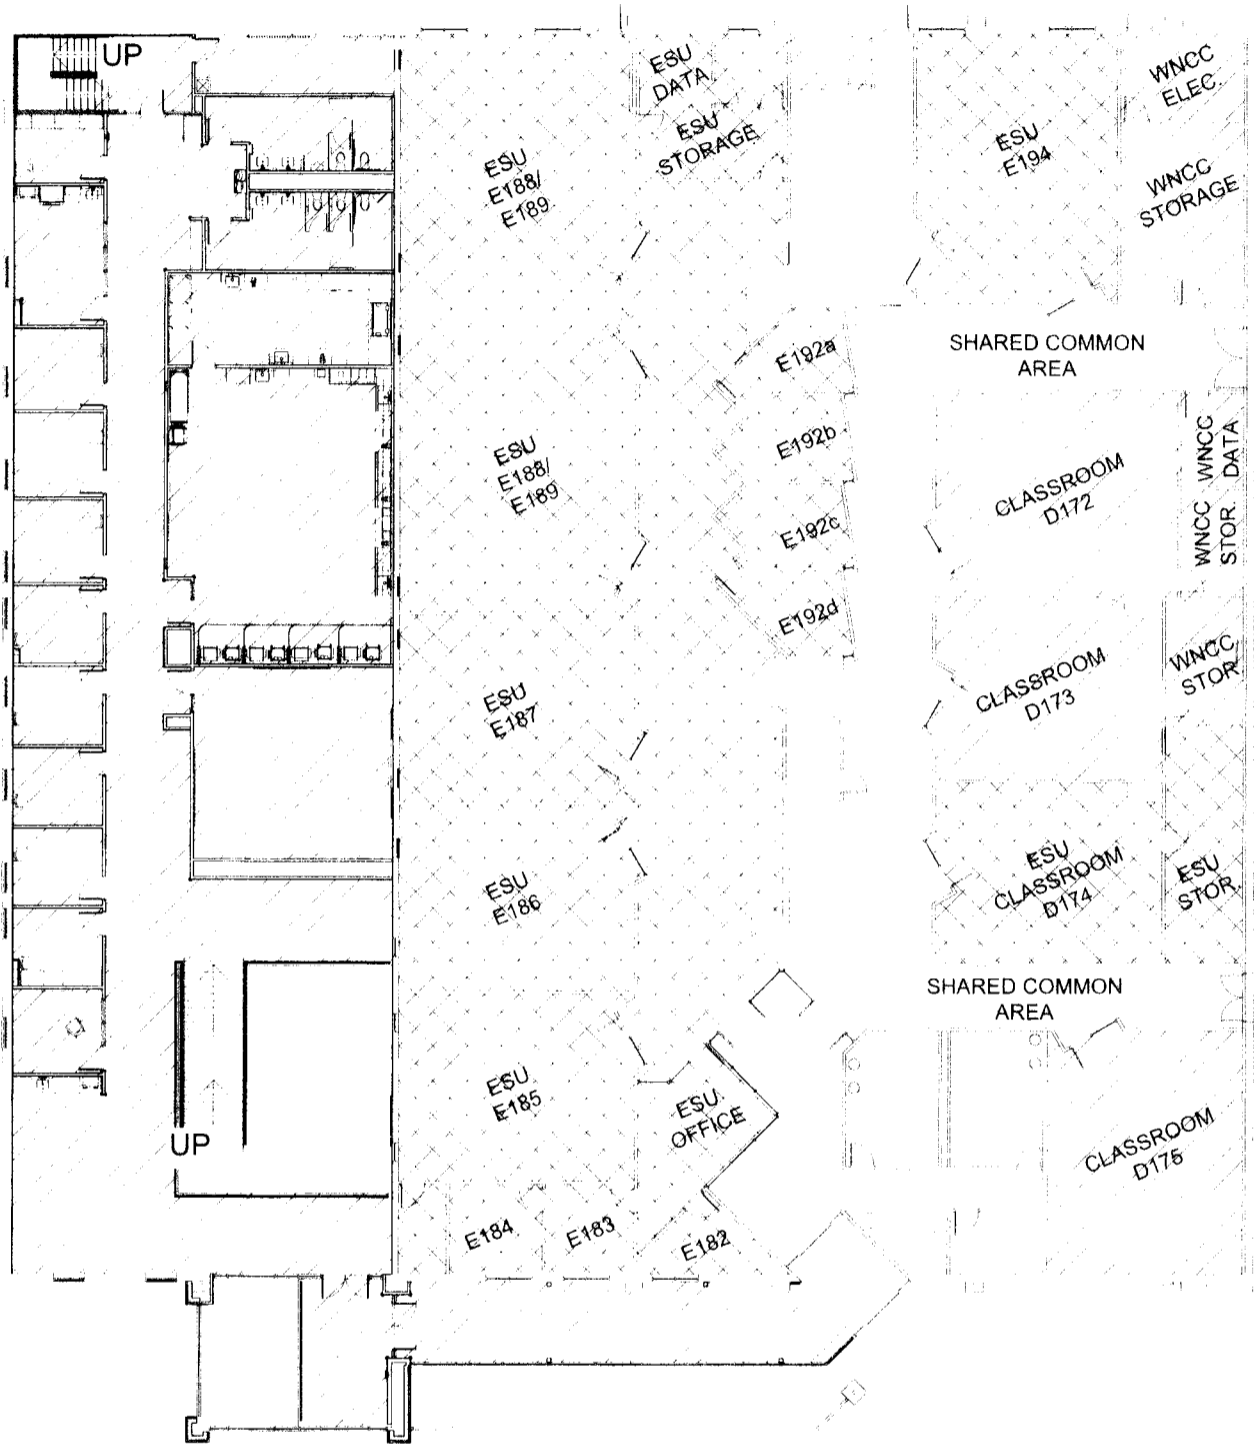 UP
ESU
DATA
ESU
STORAGE
WNCC
ELEC.
ESU
E188/
E189
ESU
E194
WNCC
STORAGE
SHARED COMMON
AREA
E192a
E192b
ESU
E188/
E189
CLASSROOM
D172
WNCC
DATA
WNCC
STOR.
E192c
E192d
ESU
E187
CLASSROOM
D173
WNCC
STOR
ESU
E186
ESU
CLASSROOM
D174
ESU
STOR.
SHARED COMMON
AREA
ESU
E185
ESU
OFFICE
UP
CLASSROOM
D175
E184
E183
E182